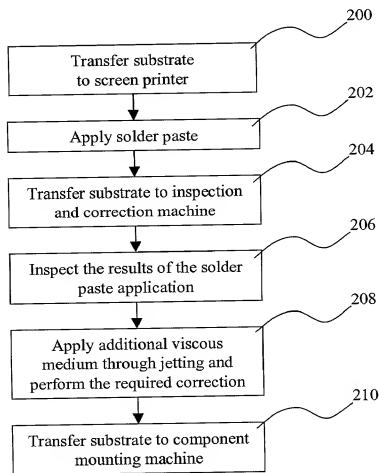 200
Transfer substrate
to screen printer
202
Apply solder paste
204
Transfer substrate to inspection
and correction machine
206
Inspect the results of the solder
paste application
208
Apply additional viscous
medium through jetting and
perform the required correction
210
Transfer substrate to component
mounting machine